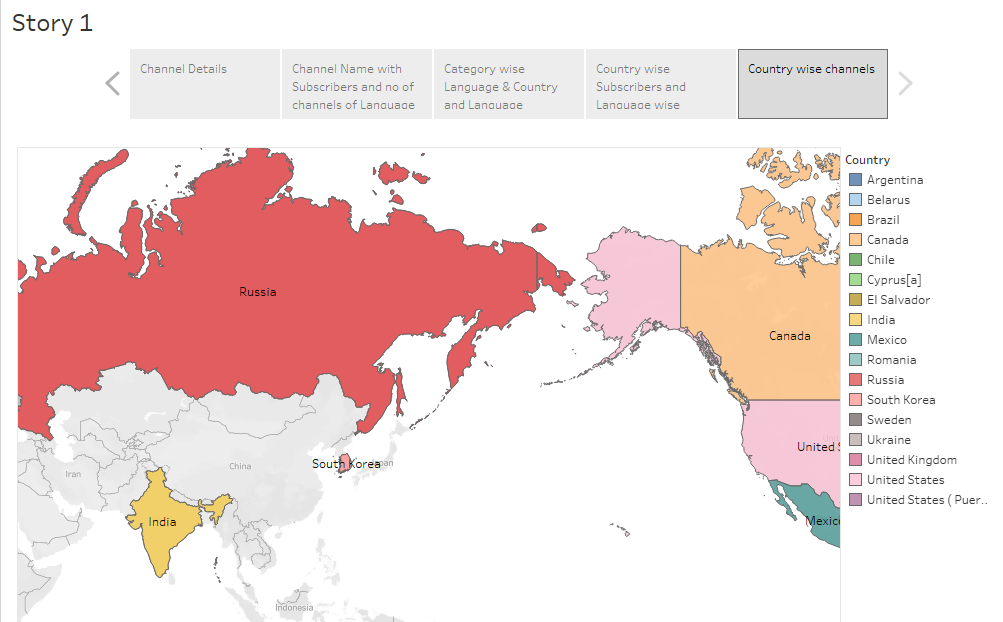 Story 1
Channel Details
Channel Name with
Subscribers and no of
channels of Language
Category wise
Language & Country
and Language
Country wise
Subscribers and
Language wise
Country wise channels
Russia
Canada
United S
Mexico
South Korea
Japan
China
Iran
India
Indonesia
Country
Argentina
Belarus
Brazil
Canada
Chile
Cyprus[a]
El Salvador
India
Mexico
Romania
Russia
South Korea
Sweden
Ukraine
United Kingdom
United States
United States ( Puer..